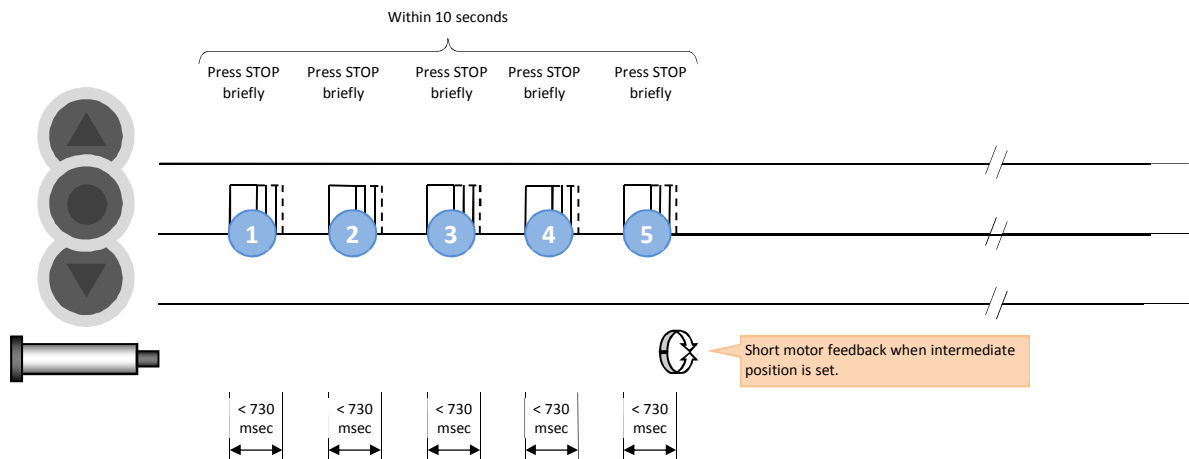 Within 10 seconds
Press STOP briefly
Press STOP briefly
Press STOP briefly
Press STOP briefly
Press STOP briefly
1
2
3
4
5
Short motor feedback when intermediate
position is set.
< 730
msec
< 730
msec
< 730
msec
< 730
msec
< 730
msec